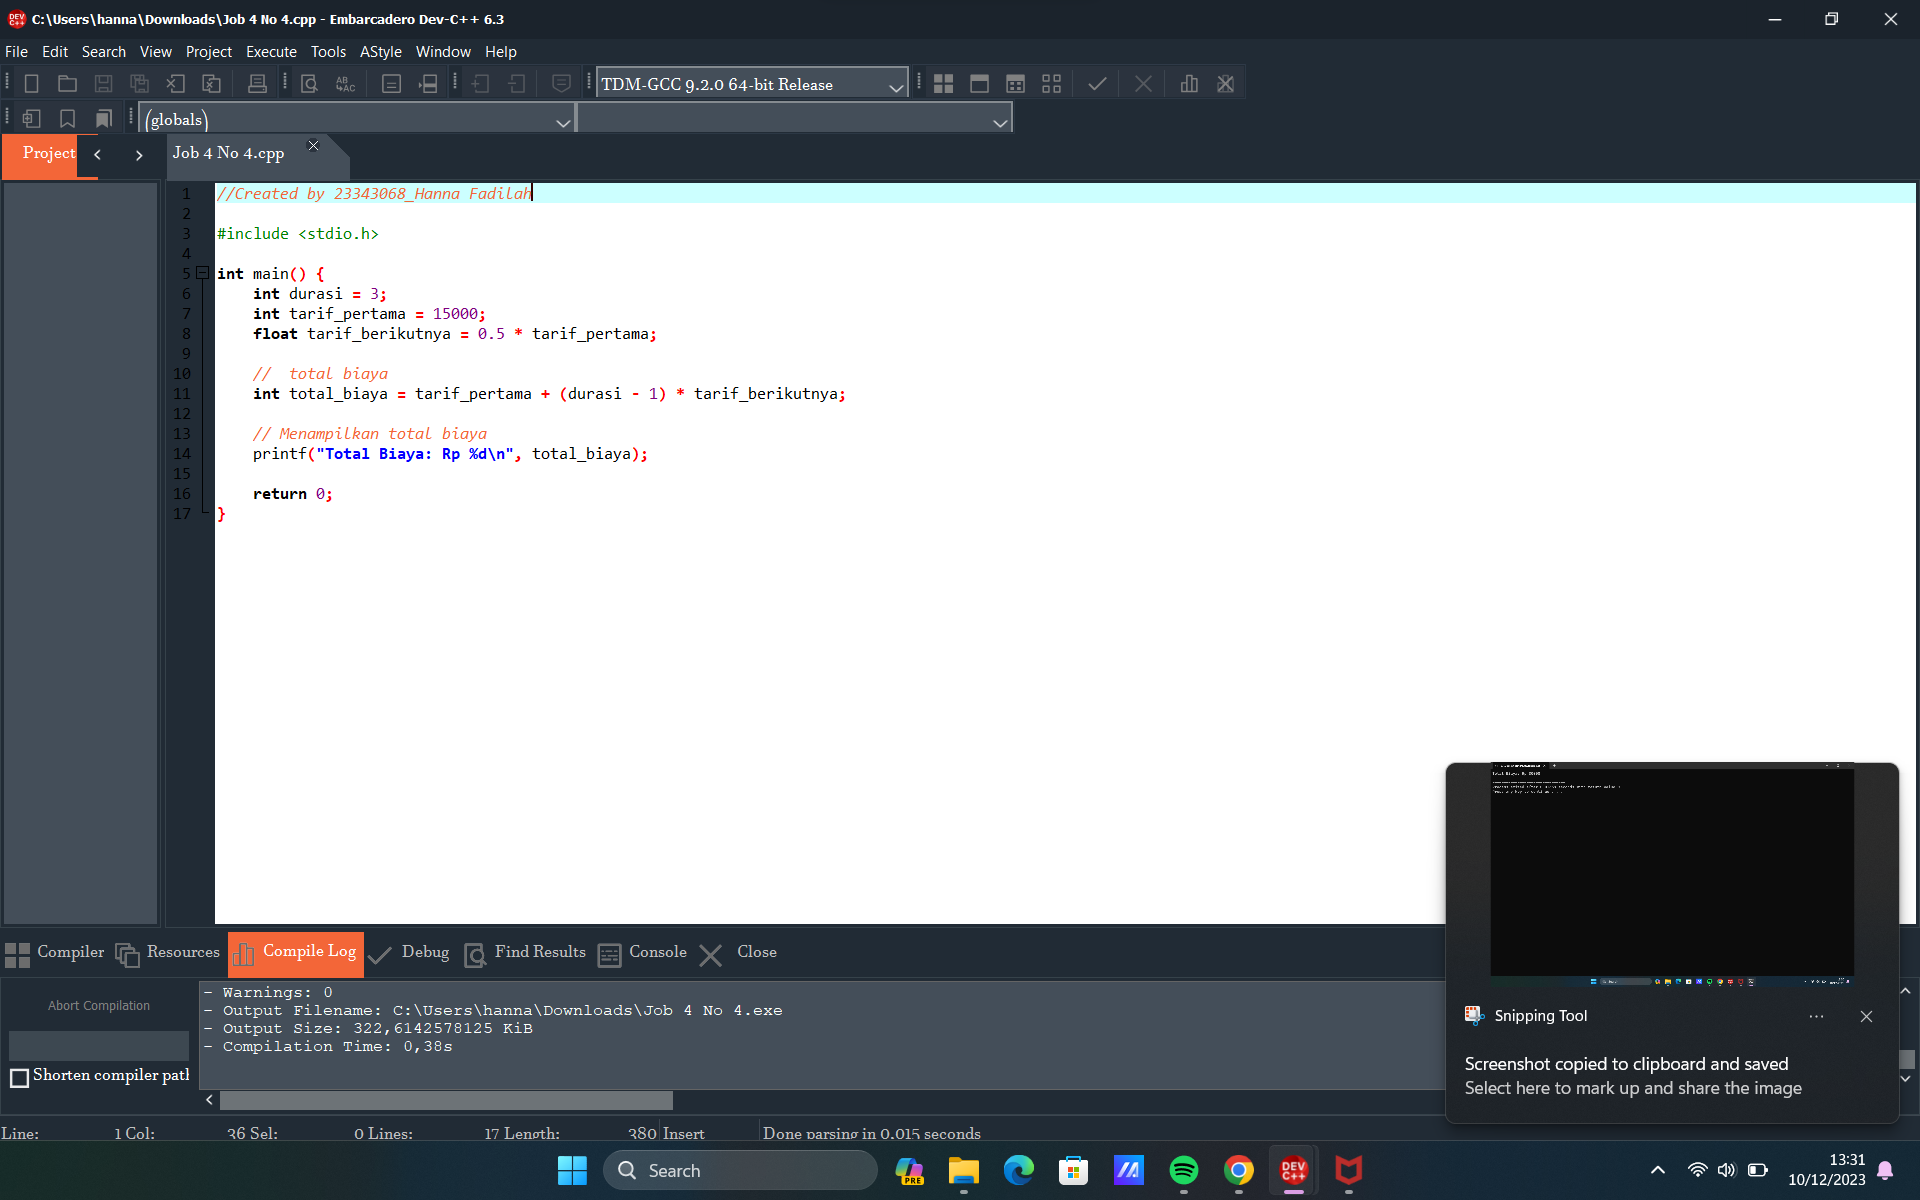 C:\Users\hanna\Downloads\Job 4 No 4.cpp - Embarcadero Dev-C++ 6.3
File Edit Search View Project Execute Tools AStyle Window Help
TDM-GCC 9.2.0 64-bit Release
(globals)
Project
Job 4 No 4.cpp
1 //Created by 23343068_Hanna Fadilah
2
3 #include <stdio.h>
4
5 int main() {
6 int durasi = 3;
7 int tarif_pertama = 15000;
8 float tarif_berikutnya = 0.5 * tarif_pertama;
9
10 //  total biaya
11 int total_biaya = tarif_pertama + (durasi - 1) * tarif_berikutnya;
12
13 // Menampilkan total biaya
14 printf("Total Biaya: Rp %d\n", total_biaya);
15
16 return 0;
17 }
Compiler Resources Compile Log Debug Find Results Console Close
Abort Compilation
Shorten compiler path
- Warnings: 0
- Output Filename: C:\Users\hanna\Downloads\Job 4 No 4.exe
- Output Size: 322,6142578125 KiB
- Compilation Time: 0,38s
Snipping Tool
Screenshot copied to clipboard and saved
Select here to mark up and share the image
Line: 1 Col: 36 Sel: 0 Lines: 17 Length: 380 Insert Done parsing in 0.015 seconds
Search
PRE
DEV C++
13:31
10/12/2023